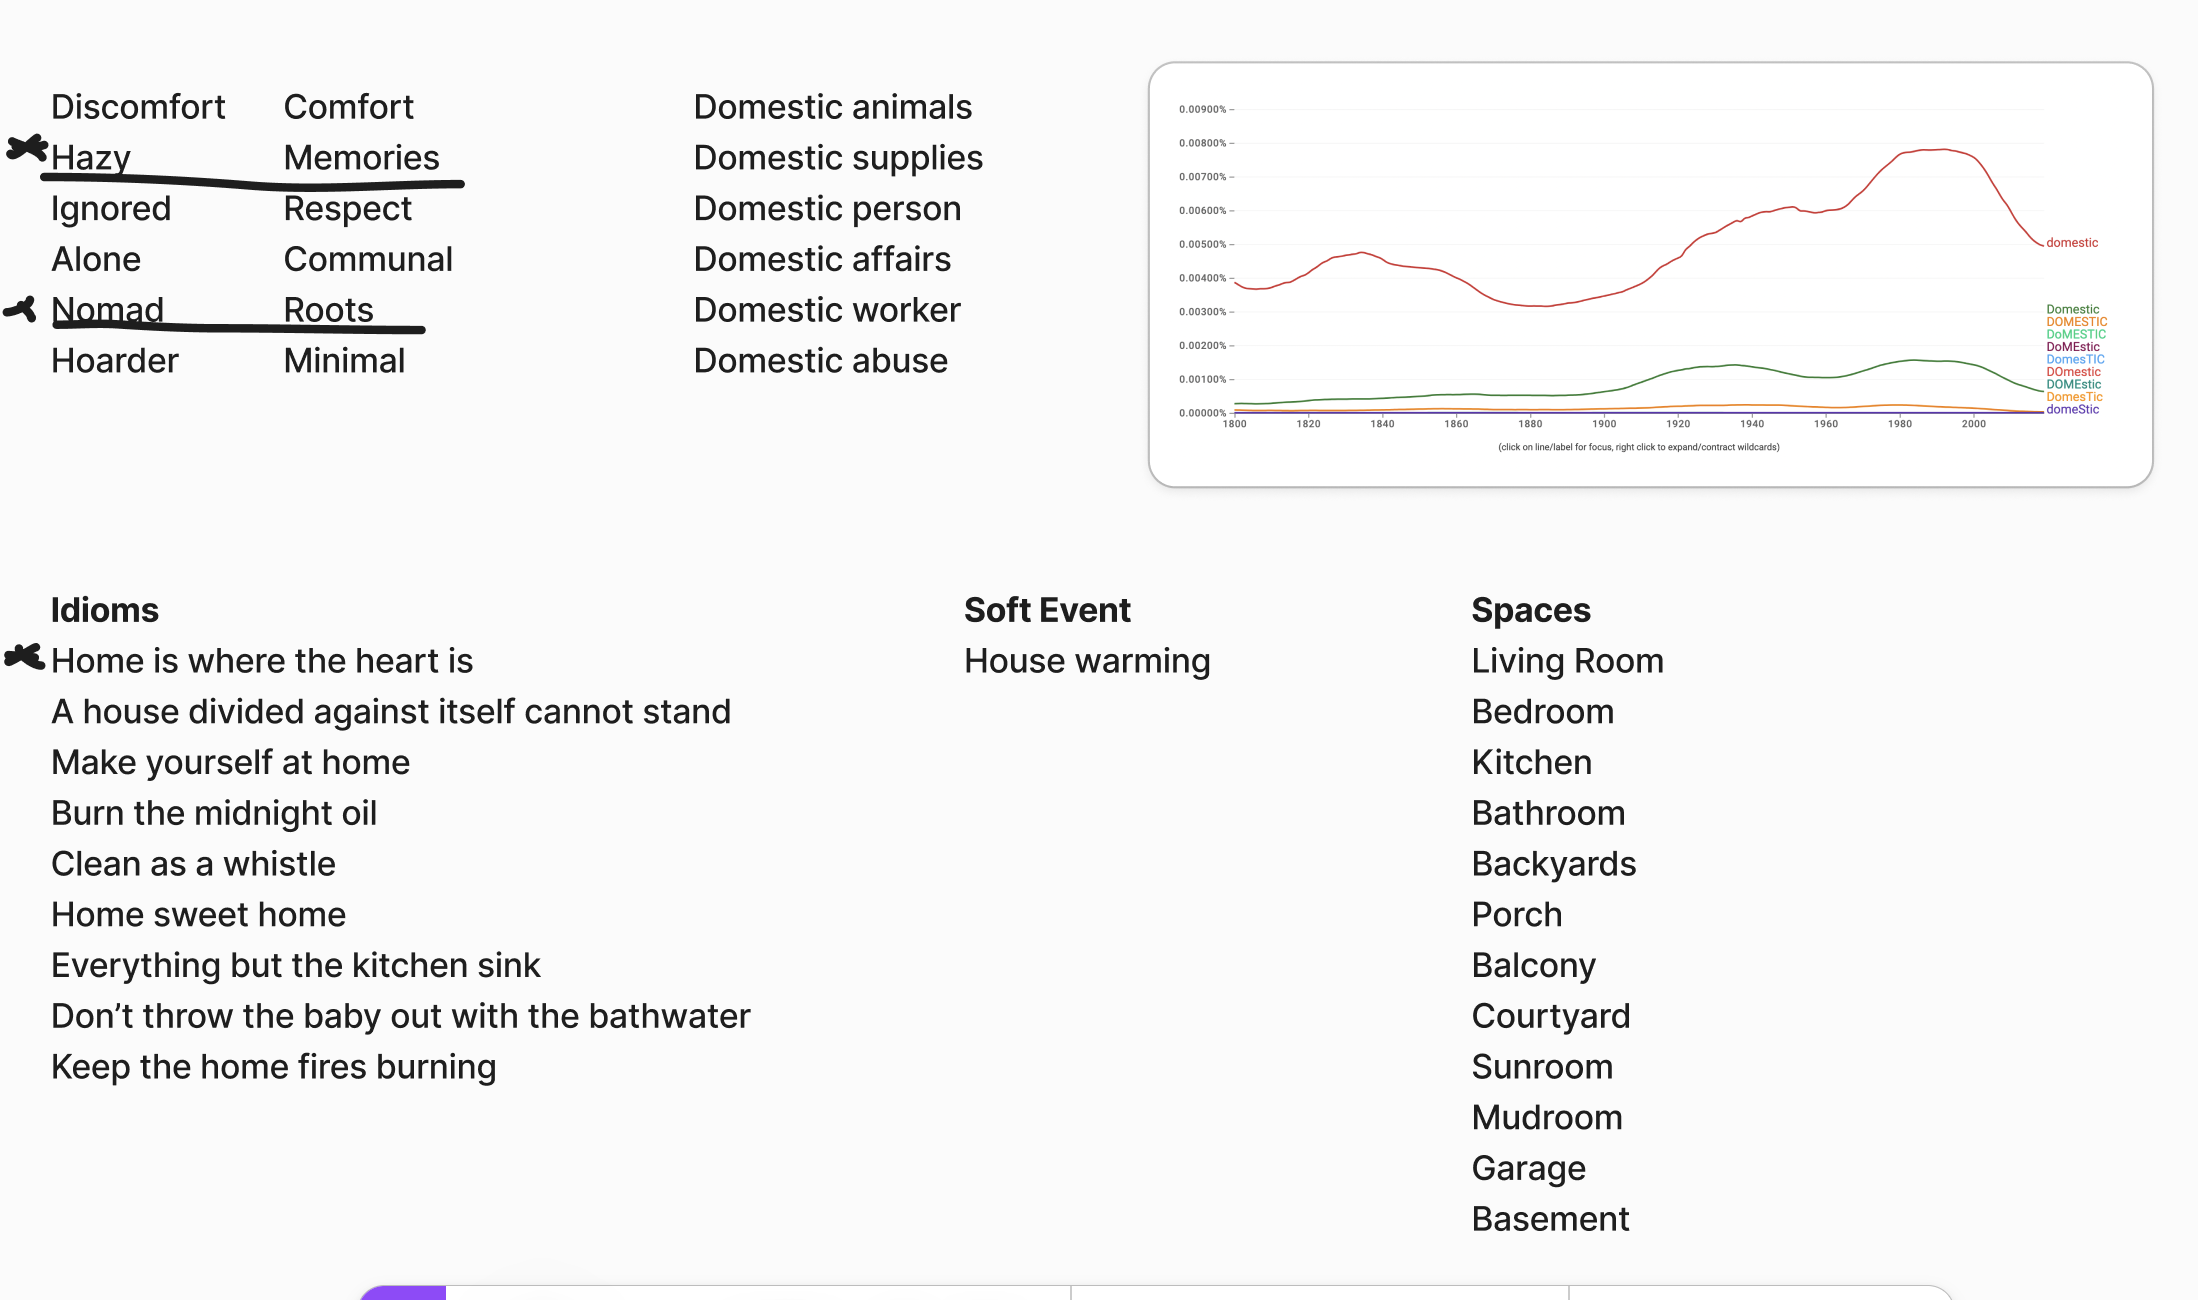 Discomfort Comfort
Hazy Memories
Ignored Respect
Alone Communal
Nomad Roots
Hoarder Minimal
Domestic animals
Domestic supplies
Domestic person
Domestic affairs
Domestic worker
Domestic abuse
0.00900%
0.00800%
0.00700%
0.00600%
0.00500%
0.00400%
0.00300%
0.00200%
0.00100%
0.00000%
1800 1820 1840 1860 1880 1900 1920 1940 1960 1980 2000
domestic
Domestic
DOMESTIC
DoMESTIC
DoMEstic
DomesTIC
DOmestic
DOMEstic
DomesTic
domeStic
(click on line/label for focus, right click to expand/contract wildcards)
Idioms
Home is where the heart is
A house divided against itself cannot stand
Make yourself at home
Burn the midnight oil
Clean as a whistle
Home sweet home
Everything but the kitchen sink
Don’t throw the baby out with the bathwater
Keep the home fires burning
Soft Event
House warming
Spaces
Living Room
Bedroom
Kitchen
Bathroom
Backyards
Porch
Balcony
Courtyard
Sunroom
Mudroom
Garage
Basement